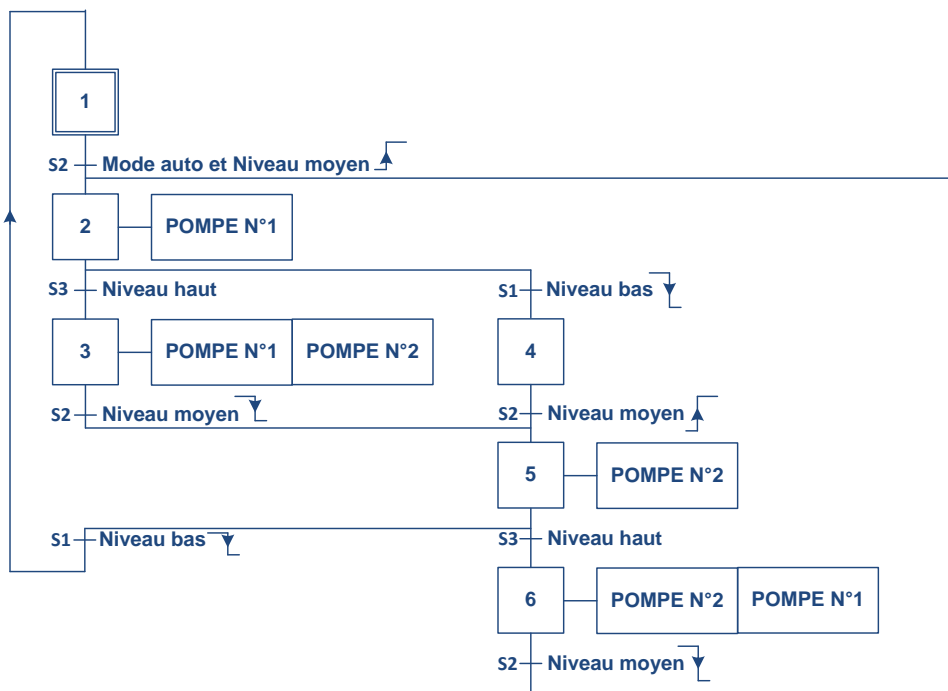 1
S2 Mode auto et Niveau moyen
2 POMPE N°1
S3 Niveau haut S1 Niveau bas
3 POMPE N°1 POMPE N°2 4
S2 Niveau moyen S2 Niveau moyen
5 POMPE N°2
S1 Niveau bas S3 Niveau haut
6 POMPE N°2 POMPE N°1
S2 Niveau moyen